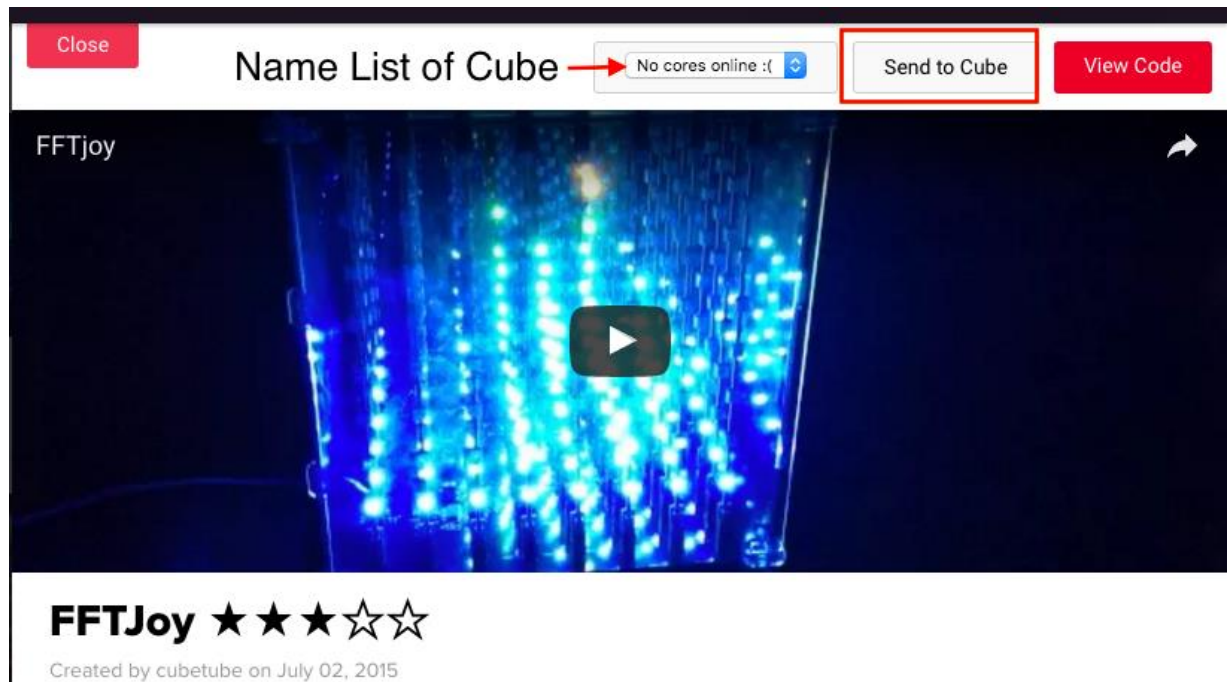 Close
Name List of Cube
No cores online :(
Send to Cube
View Code
FFTjoy
FFTJoy ★★★☆☆
Created by cubetube on July 02, 2015